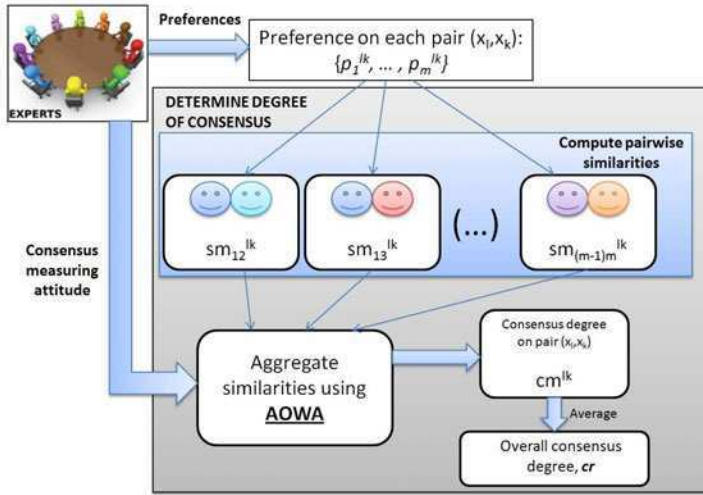 Preferences
Preference on each pair (xₗ,xₖ):
{p₁ˡᵏ, ... , pₘˡᵏ}
EXPERTS
DETERMINE DEGREE
OF CONSENSUS
Compute pairwise
similarities
sm₁₂ˡᵏ
sm₁₃ˡᵏ
(...)
sm₍ₘ₋₁₎ₘˡᵏ
Consensus
measuring
attitude
Aggregate
similarities using
AOWA
Consensus degree
on pair (xₗ,xₖ)
cmˡᵏ
Average
Overall consensus
degree, cr